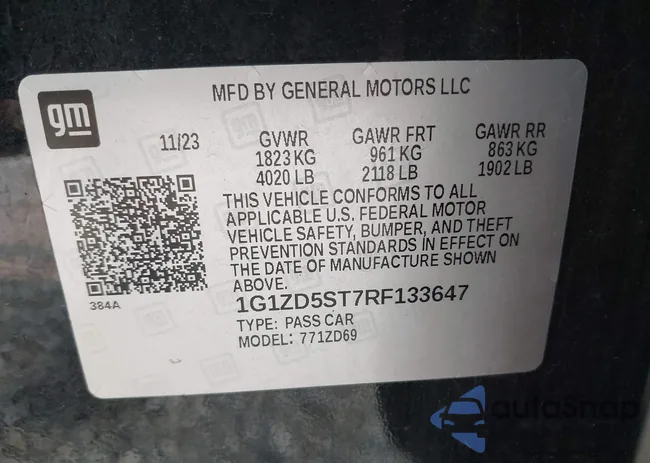 gm
MFD BY GENERAL MOTORS LLC
11/23 GVWR GAWR FRT GAWR RR
1823 KG 961 KG 863 KG
4020 LB 2118 LB 1902 LB
THIS VEHICLE CONFORMS TO ALL
APPLICABLE U.S. FEDERAL MOTOR
VEHICLE SAFETY, BUMPER, AND THEFT
PREVENTION STANDARDS IN EFFECT ON
THE DATE OF MANUFACTURE SHOWN
ABOVE.
384A
1G1ZD5ST7RF133647
TYPE: PASS CAR
MODEL: 771ZD69
autoSnap